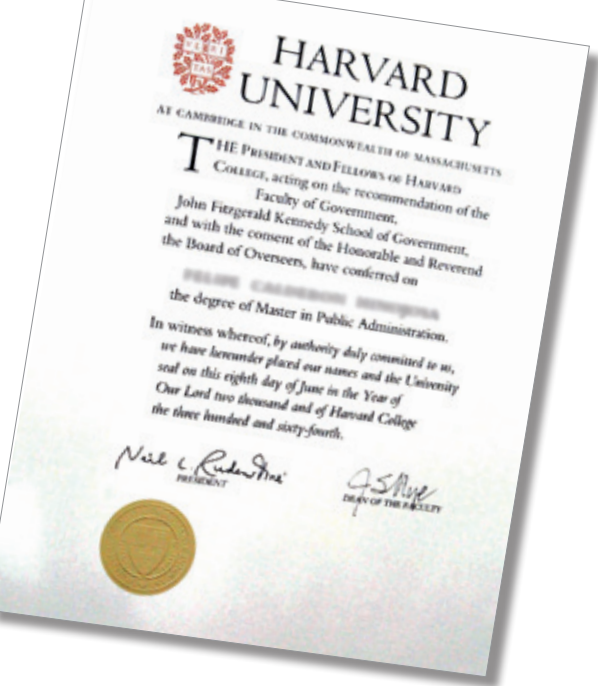 VE RI
TAS
HARVARD
UNIVERSITY
AT CAMBRIDGE IN THE COMMONWEALTH OF MASSACHUSETTS
THE PRESIDENT AND FELLOWS OF HARVARD
COLLEGE, acting on the recommendation of the
Faculty of Government,
John Fitzgerald Kennedy School of Government,
and with the consent of the Honorable and Reverend
the Board of Overseers, have conferred on
FELIPE CALDERON HINOJOSA
the degree of Master in Public Administration.
In witness whereof, by authority duly committed to us,
we have hereunder placed our names and the University
seal on this eighth day of June in the Year of
Our Lord two thousand and of Harvard College
the three hundred and sixty-fourth.
Neil L. Rudenstine
PRESIDENT
J S Nye
DEAN OF THE FACULTY